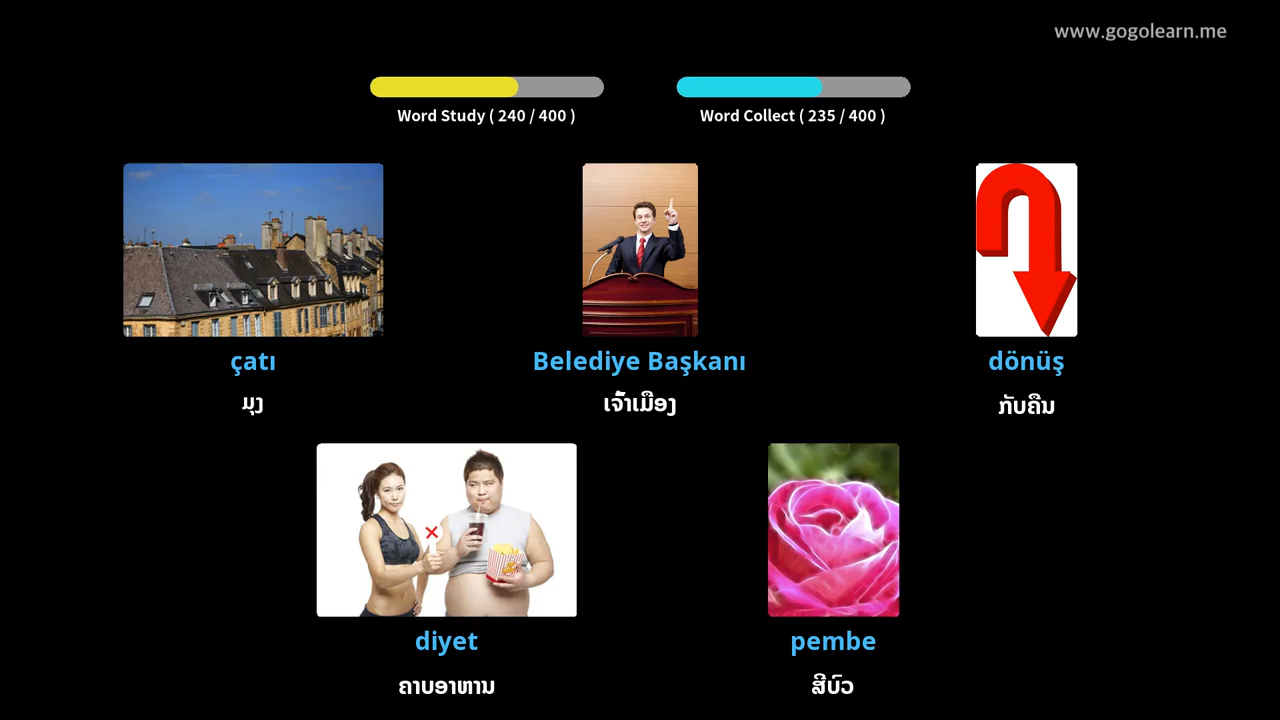 www.gogolearn.me
Word Study ( 240 / 400 )
Word Collect ( 235 / 400 )
çatı
Belediye Başkanı
dönüş
ມຸງ
ເຈົ້າເມືອງ
ກັບຄືນ
diyet
pembe
ຄາບອາຫານ
ສີບົວ